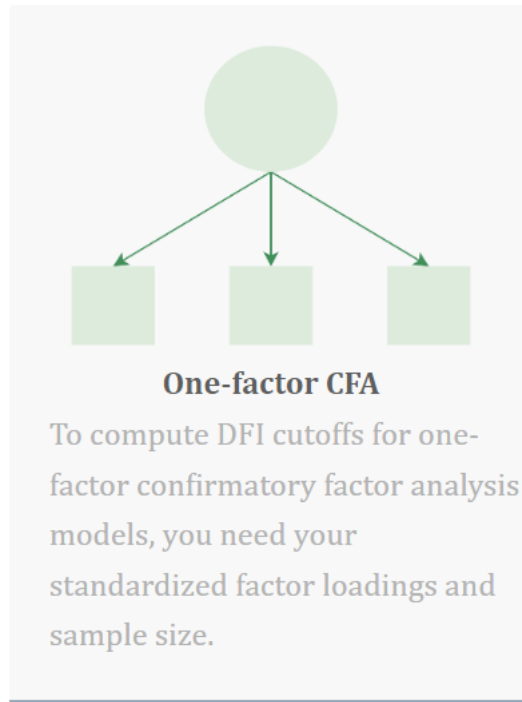 One-factor CFA
To compute DFI cutoffs for one-
factor confirmatory factor analysis
models, you need your
standardized factor loadings and
sample size.